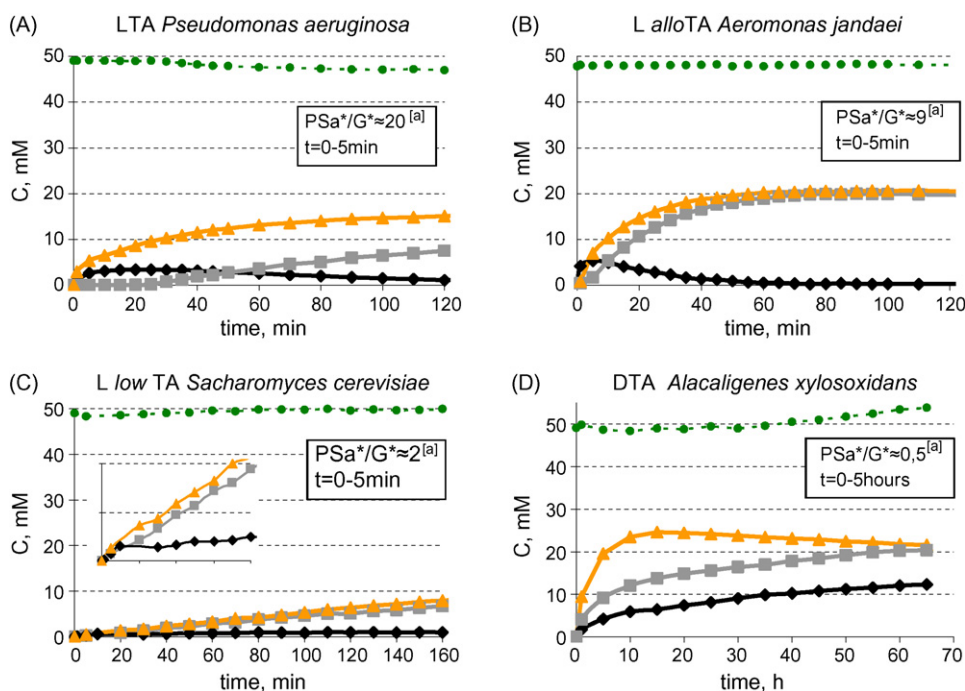 (A) LTA Pseudomonas aeruginosa
50
40
30
20
10
0
C, mM
PSa*/G*≈20 [a]
t=0-5min
0 20 40 60 80 100 120
time, min
(B) L alloTA Aeromonas jandaei
50
40
30
20
10
0
C, mM
PSa*/G*≈9[a]
t=0-5min
0 20 40 60 80 100 120
time, min
(C) L low TA Sacharomyces cerevisiae
50
40
30
20
10
0
C, mM
PSa*/G*≈2[a]
t=0-5min
0 20 40 60 80 100 120 140 160
time, min
(D) DTA Alacaligenes xylosoxidans
50
40
30
20
10
0
C, mM
PSa*/G*≈0,5[a]
t=0-5hours
0 10 20 30 40 50 60 70
time, h